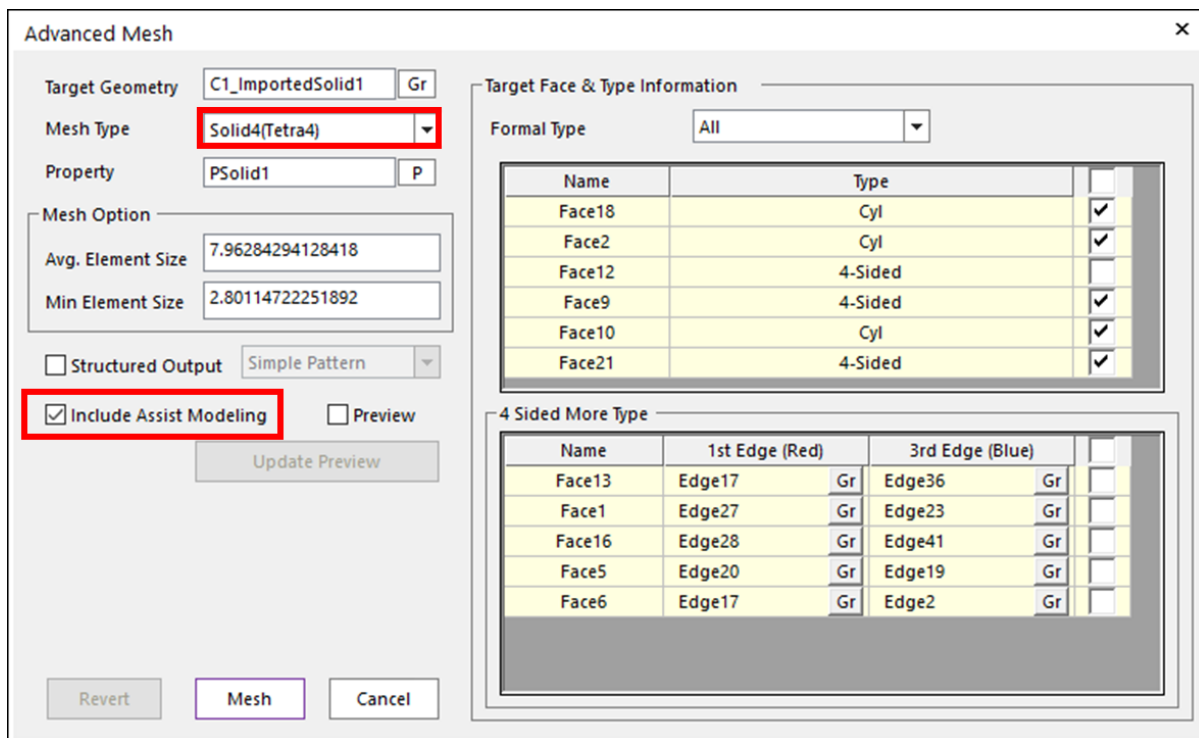 Advanced Mesh
Target Geometry C1_ImportedSolid1 Gr
Mesh Type Solid4(Tetra4)
Property PSolid1 P
Mesh Option
Avg. Element Size 7.96284294128418
Min Element Size 2.80114722251892
Structured Output Simple Pattern
Include Assist Modeling Preview
Update Preview
Revert Mesh Cancel
Target Face & Type Information
Formal Type All
Name Type
Face18 Cyl
Face2 Cyl
Face12 4-Sided
Face9 4-Sided
Face10 Cyl
Face21 4-Sided
4 Sided More Type
Name 1st Edge (Red) 3rd Edge (Blue)
Face13 Edge17 Gr Edge36 Gr
Face1 Edge27 Gr Edge23 Gr
Face16 Edge28 Gr Edge41 Gr
Face5 Edge20 Gr Edge19 Gr
Face6 Edge17 Gr Edge2 Gr